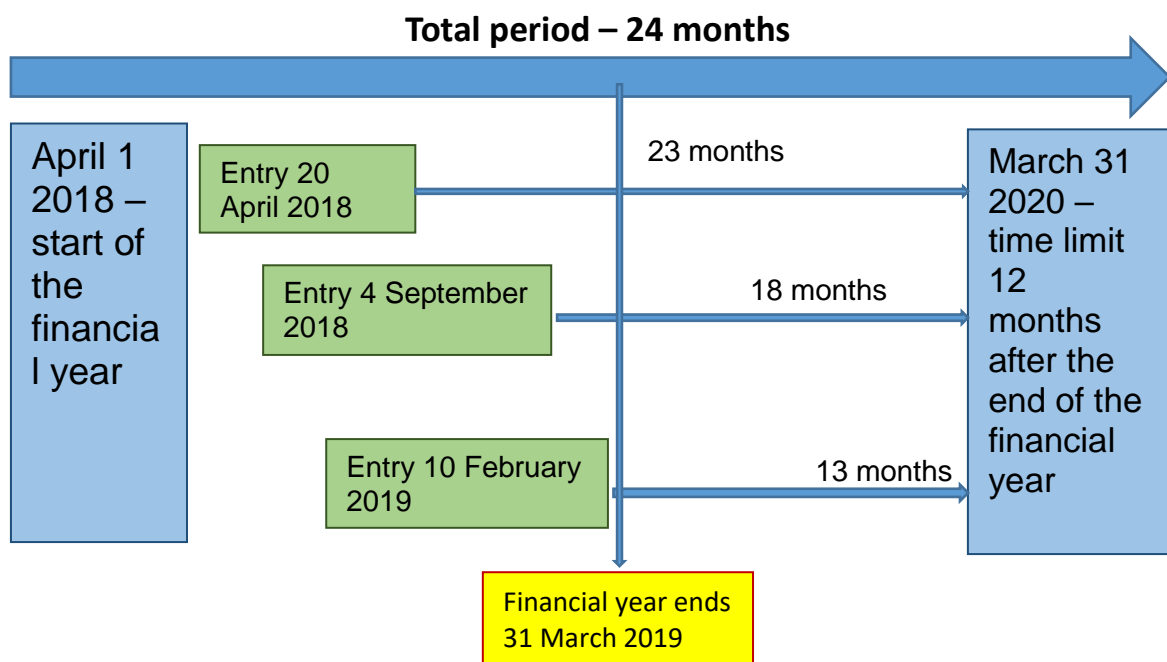 Total period – 24 months
April 1
2018 –
start of
the
financia
l year
Entry 20
April 2018
23 months
Entry 4 September
2018
18 months
Entry 10 February
2019
13 months
March 31
2020 –
time limit
12
months
after the
end of the
financial
year
Financial year ends
31 March 2019